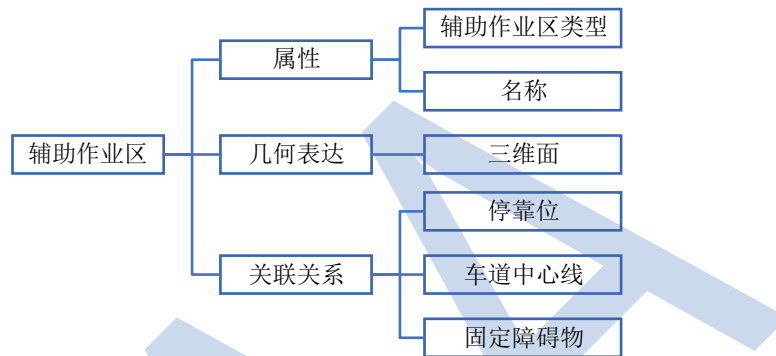 辅助作业区类型
属性
名称
辅助作业区
几何表达
三维面
停靠位
关联关系
车道中心线
固定障碍物